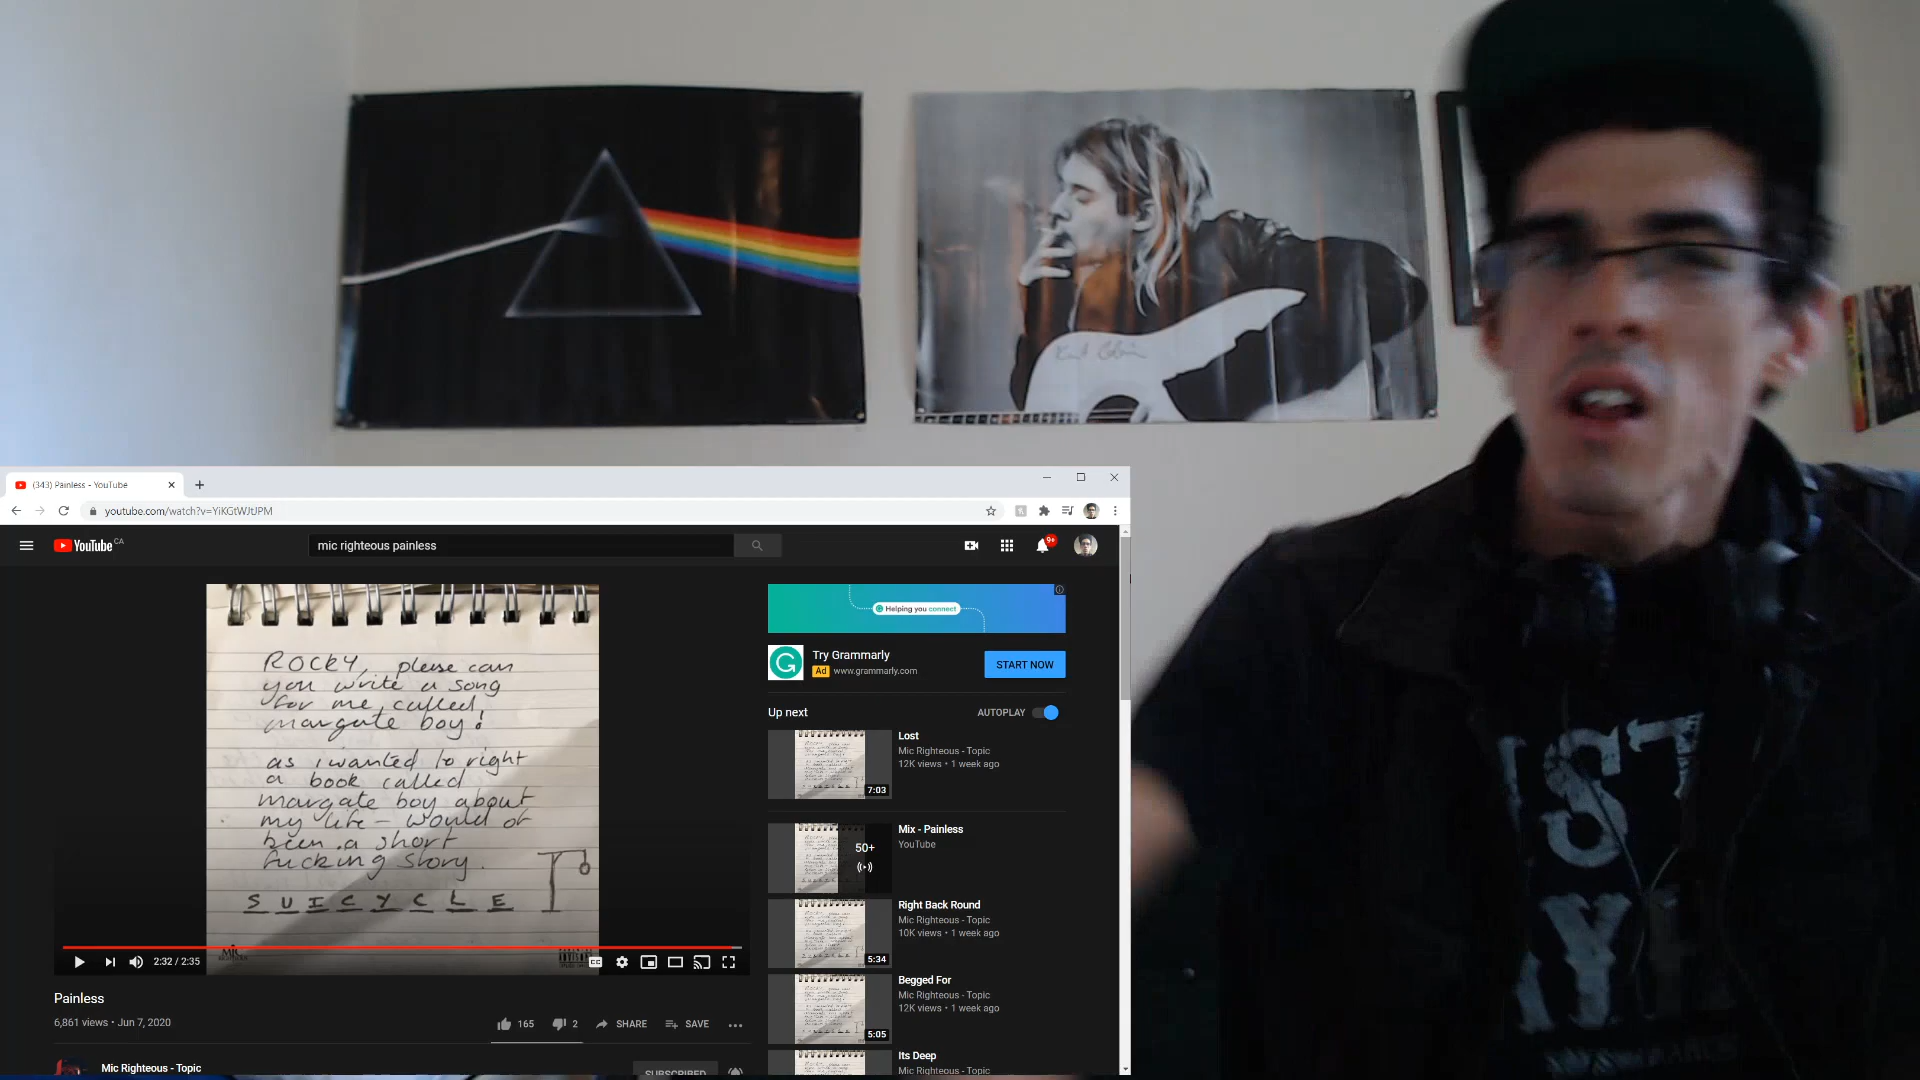 Kurt Cobain
(343) Painless - YouTube
youtube.com/watch?v=YiKGtWJtJPM
YouTube CA
mic righteous painless
9+
ROCKY, please can
you write a song
for me, called
margate boy!
as i wanted to right
a book called
margate boy about
my life - would of
been a short
fucking story.
S U I C Y C L E
MIC
2:32 / 2:35
CC
Painless
6,861 views • Jun 7, 2020
165
2
SHARE
SAVE
Mic Righteous - Topic
SUBSCRIBED
Helping you connect
Try Grammarly
Ad www.grammarly.com
START NOW
Up next
AUTOPLAY
Lost
Mic Righteous - Topic
12K views • 1 week ago
7:03
Mix - Painless
YouTube
50+
Right Back Round
Mic Righteous - Topic
10K views • 1 week ago
5:34
Begged For
Mic Righteous - Topic
12K views • 1 week ago
5:05
Its Deep
Mic Righteous - Topic